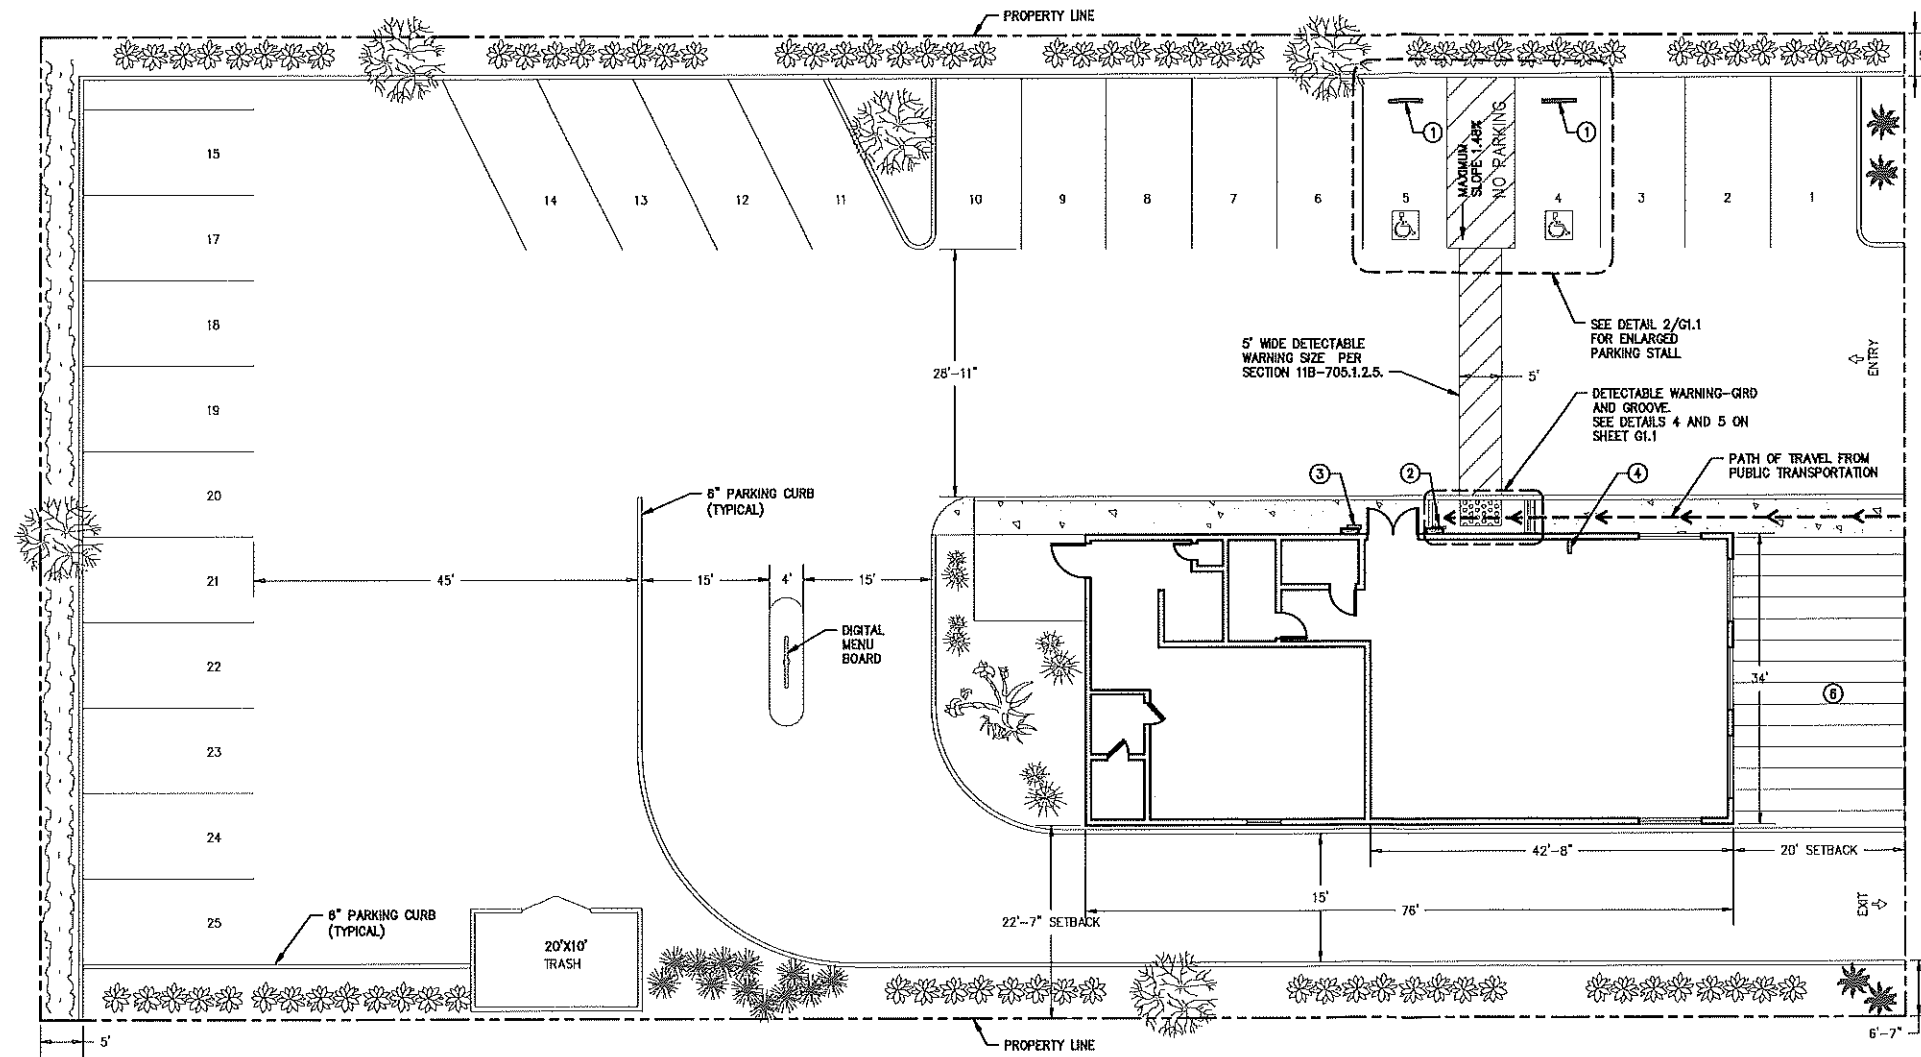 PROPERTY LINE
15
17
18
19
20
21
22
23
24
25
14
13
12
11
10
9
8
7
6
5
4
3
2
1
1
1
MAXIMUM
SLOPE 1.48%
NO PARKING
SEE DETAIL 2/G1.1
FOR ENLARGED
PARKING STALL
5' WIDE DETECTABLE
WARNING SIZE PER
SECTION 11B-705.1.2.5.
5'
ENTRY
28'-11"
DETECTABLE WARNING-GIRD
AND GROOVE.
SEE DETAILS 4 AND 5 ON
SHEET G1.1
3
2
4
PATH OF TRAVEL FROM
PUBLIC TRANSPORTATION
6" PARKING CURB
(TYPICAL)
45'
15'
4'
15'
DIGITAL
MENU
BOARD
34'
6
42'-8"
20' SETBACK
15'
76'
22'-7" SETBACK
EXIT
6" PARKING CURB
(TYPICAL)
20'X10'
TRASH
5'
PROPERTY LINE
6'-7"